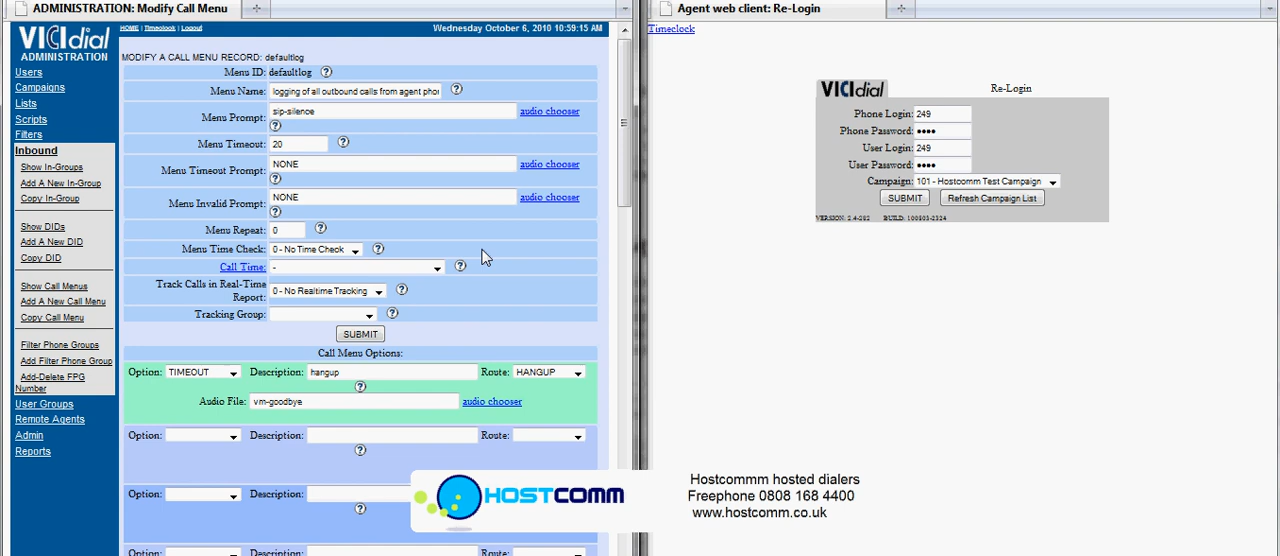 ADMINISTRATION: Modify Call Menu
Agent web client: Re-Login
HOME | Timeclock | Logout
Wednesday October 6, 2010 10:59:15 AM
VICIdial
ADMINISTRATION
Users
Campaigns
Lists
Scripts
Filters
Inbound
Show In-Groups
Add A New In-Group
Copy In-Group
Show DIDs
Add A New DID
Copy DID
Show Call Menus
Add A New Call Menu
Copy Call Menu
Filter Phone Groups
Add Filter Phone Group
Add-Delete FPG
Number
User Groups
Remote Agents
Admin
Reports
MODIFY A CALL MENU RECORD: defaultlog
Menu ID: defaultlog
Menu Name: logging of all outbound calls from agent phon
Menu Prompt: sip-silence audio chooser
Menu Timeout: 20
Menu Timeout Prompt: NONE audio chooser
Menu Invalid Prompt: NONE audio chooser
Menu Repeat: 0
Menu Time Check: 0 - No Time Check
Call Time: -
Track Calls in Real-Time
Report: 0 - No Realtime Tracking
Tracking Group:
SUBMIT
Call Menu Options:
Option: TIMEOUT Description: hangup Route: HANGUP
Audio File: vm-goodbye audio chooser
Option: Description: Route:
Option: Description:
Option: Description: Route:
Timeclock
VICIdial
Re-Login
Phone Login: 249
Phone Password: ••••
User Login: 249
User Password: ••••
Campaign: 101 - Hostcomm Test Campaign
SUBMIT Refresh Campaign List
VERSION: 2.4-282 BUILD: 100803-2324
HOSTCOMM
Hostcommm hosted dialers
Freephone 0808 168 4400
www.hostcomm.co.uk